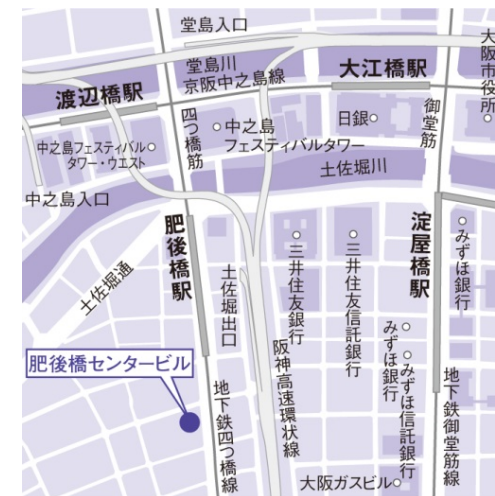 堂島入口
堂島川
京阪中之島線
大江橋駅
大阪市役所
渡辺橋駅
四つ橋筋
中之島
フェスティバルタワー
日銀
御堂筋
中之島フェスティバル
タワー・ウエスト
土佐堀川
中之島入口
肥後橋駅
淀屋橋駅
みずほ銀行
土佐堀通
土佐堀出口
三井住友銀行
三井住友信託銀行
みずほ銀行
みずほ信託銀行
阪神高速環状線
肥後橋センタービル
地下鉄四つ橋線
地下鉄御堂筋線
大阪ガスビル